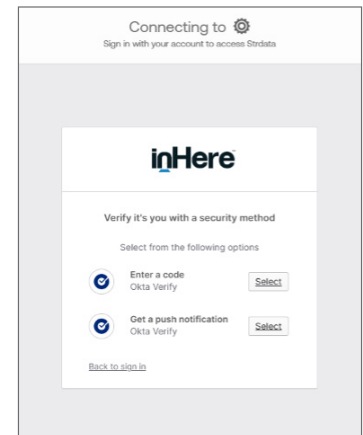 Connecting to
Sign in with your account to access Strdata
inHere
Verify it's you with a security method
Select from the following options
Enter a code
Okta Verify
Select
Get a push notification
Okta Verify
Select
Back to sign in